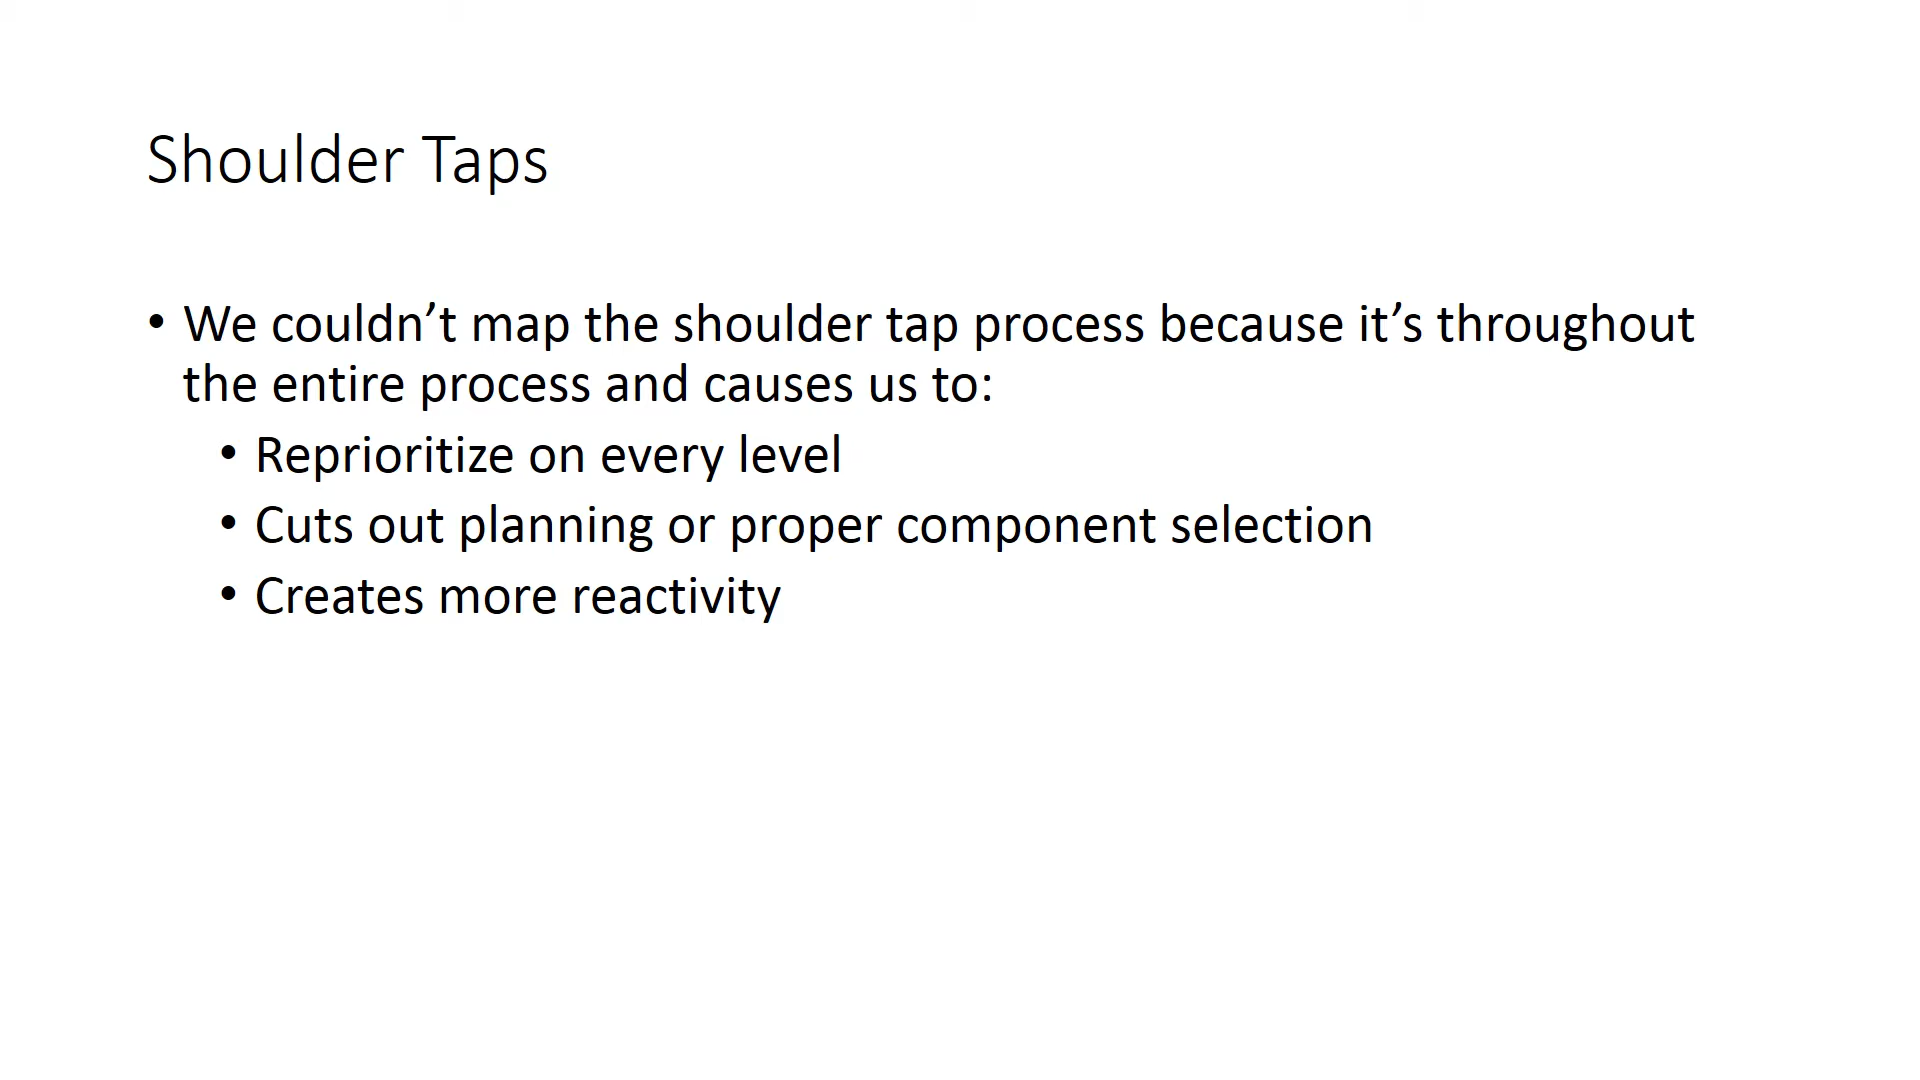 Shoulder Taps
• We couldn’t map the shoulder tap process because it’s throughout
the entire process and causes us to:
• Reprioritize on every level
• Cuts out planning or proper component selection
• Creates more reactivity